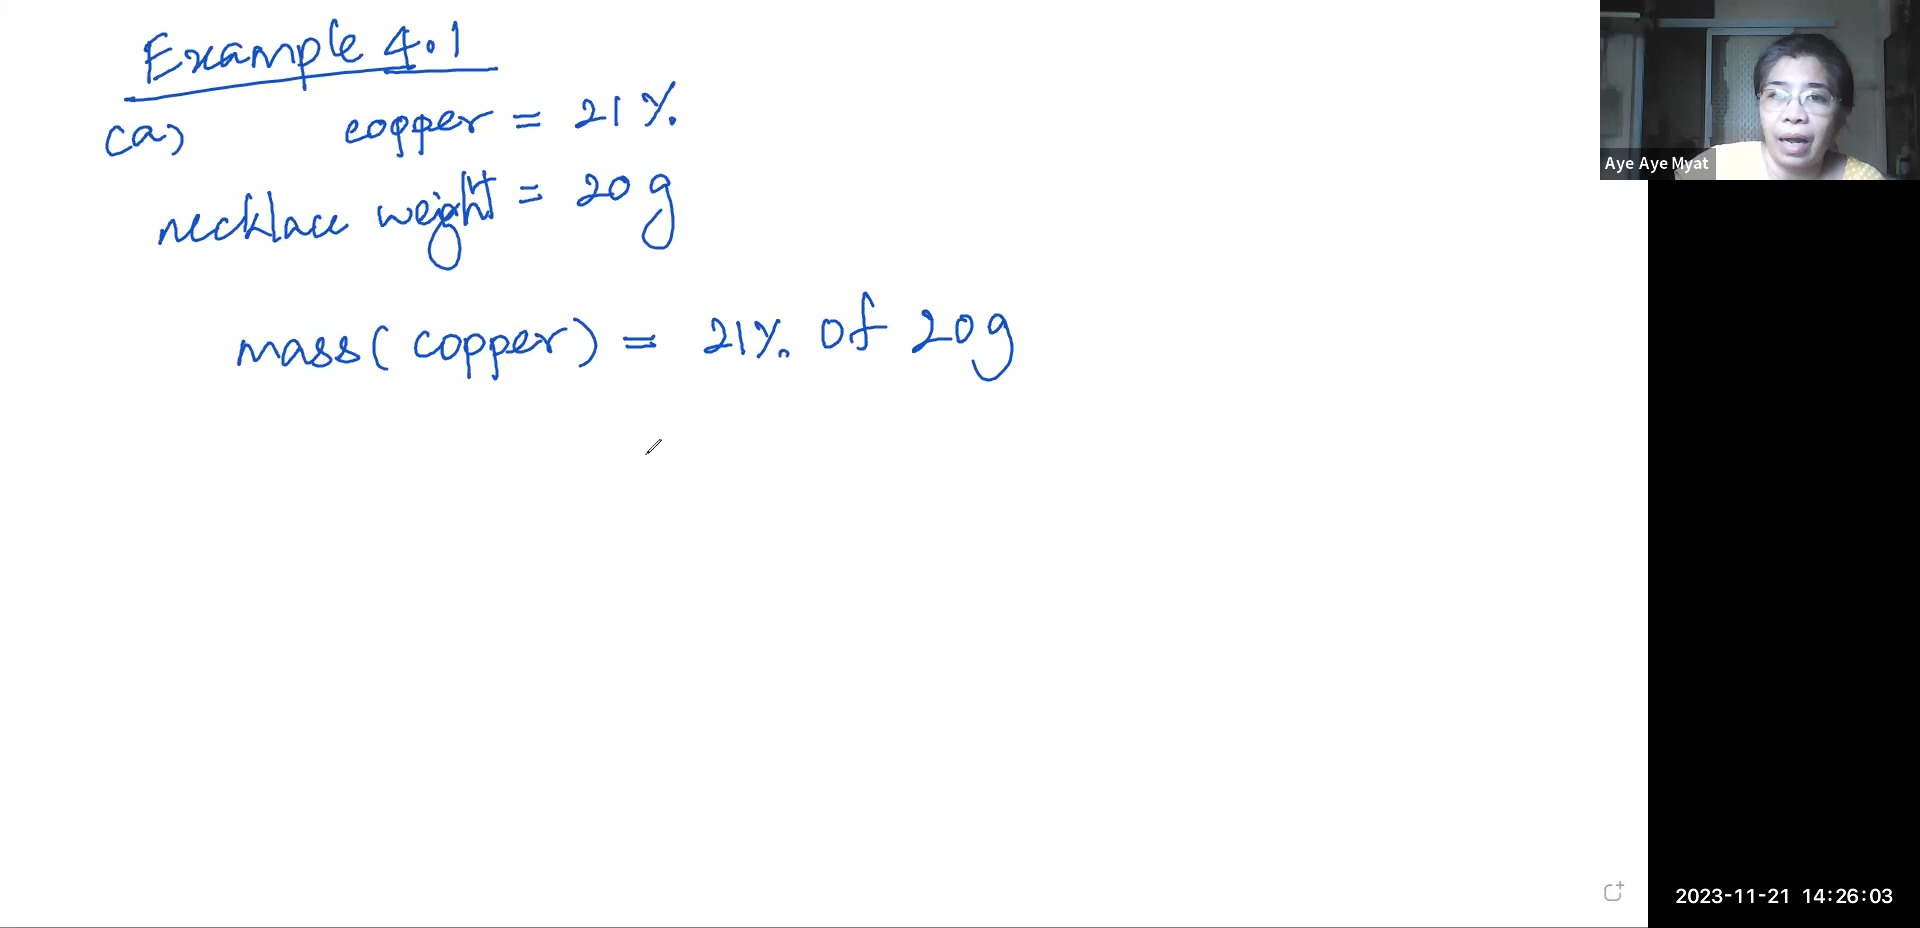 Example 4.1
(a) copper = 21%
necklace weight = 20 g
mass (copper) = 21% of 20g
Aye Aye Myat
2023-11-21 14:26:03